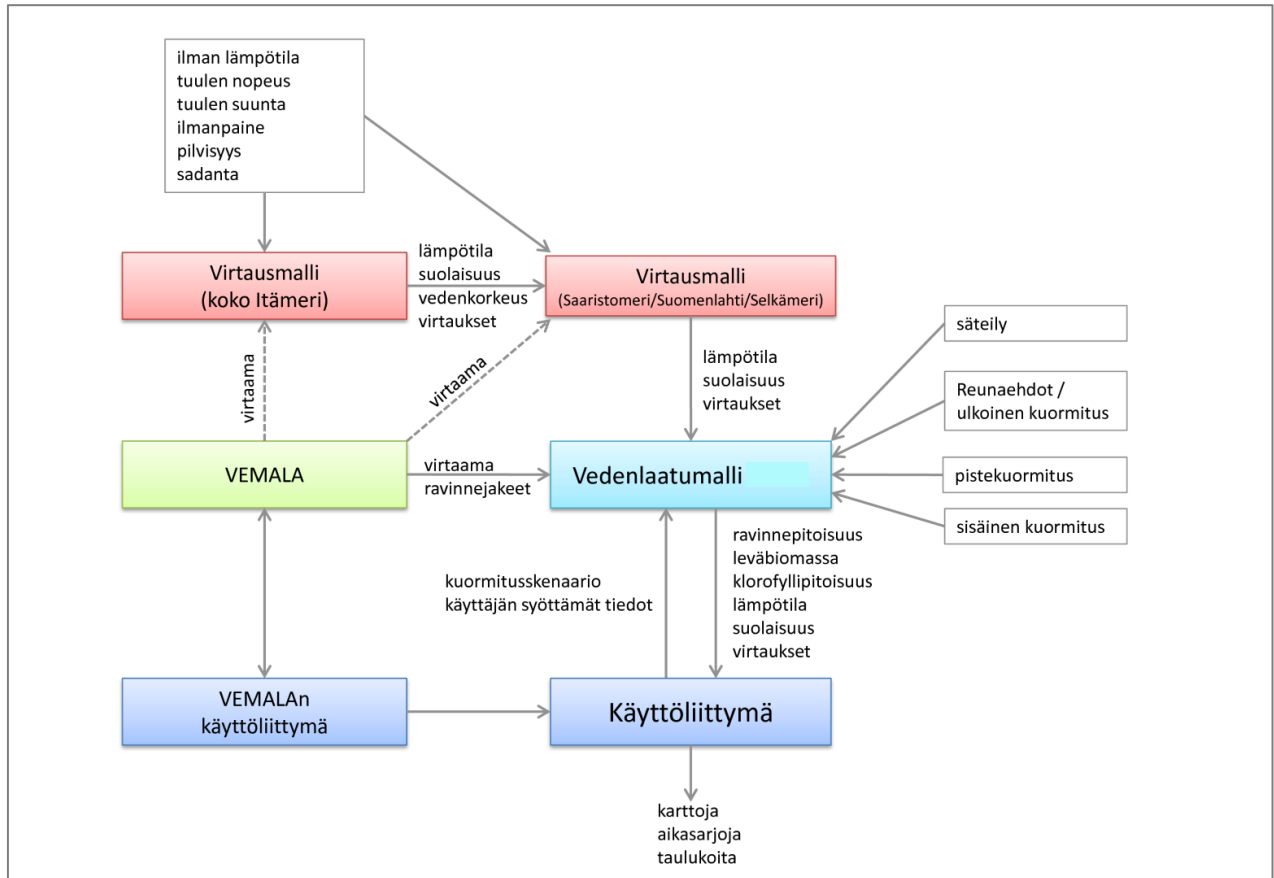 ilman lämpötila
tuulen nopeus
tuulen suunta
ilmanpaine
pilvisyys
sadanta
Virtausmalli
(koko Itämeri)
lämpötila
suolaisuus
vedenkorkeus
virtaukset
Virtausmalli
(Saaristomeri/Suomenlahti/Selkämeri)
virtaama
virtaama
lämpötila
suolaisuus
virtaukset
säteily
Reunaehdot /
ulkoinen kuormitus
pistekuormitus
sisäinen kuormitus
VEMALA
virtaama
ravinnejakeet
Vedenlaatumalli
kuormitusskenaario
käyttäjän syöttämät tiedot
ravinnepitoisuus
leväbiomassa
klorofyllipitoisuus
lämpötila
suolaisuus
virtaukset
VEMALAn
käyttöliittymä
Käyttöliittymä
karttoja
aikasarjoja
taulukoita